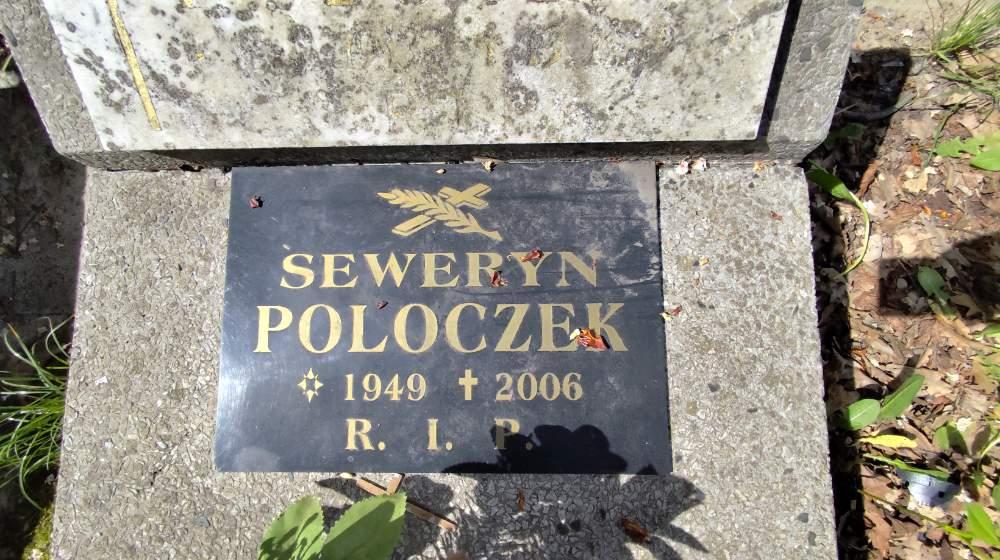 SEWERYN
POLOCZEK
✶ 1949 ✝ 2006
R. I. P.